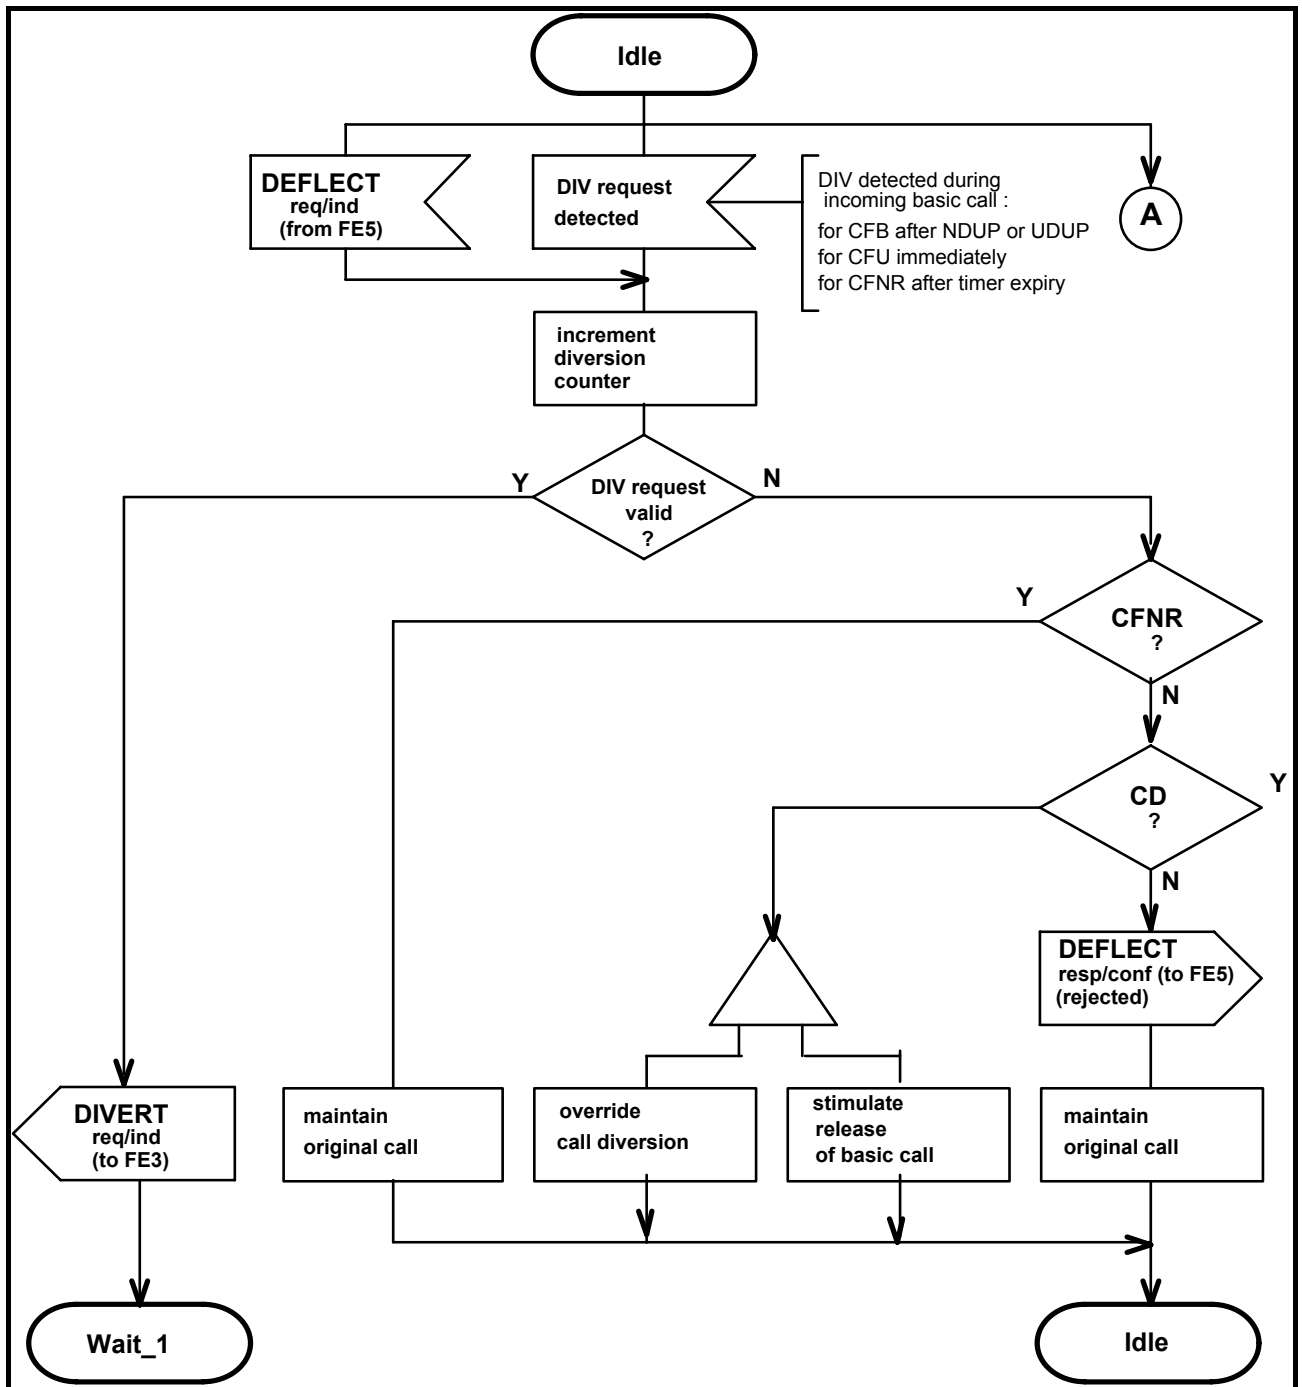 Idle
DEFLECT
req/ind
(from FE5)
DIV request
detected
DIV detected during
incoming basic call :
for CFB after NDUP or UDUP
for CFU immediately
for CFNR after timer expiry
A
increment
diversion
counter
Y
DIV request
valid
?
N
Y
CFNR
?
N
CD
?
Y
N
DEFLECT
resp/conf (to FE5)
(rejected)
DIVERT
req/ind
(to FE3)
maintain
original call
override
call diversion
stimulate
release
of basic call
maintain
original call
Wait_1
Idle